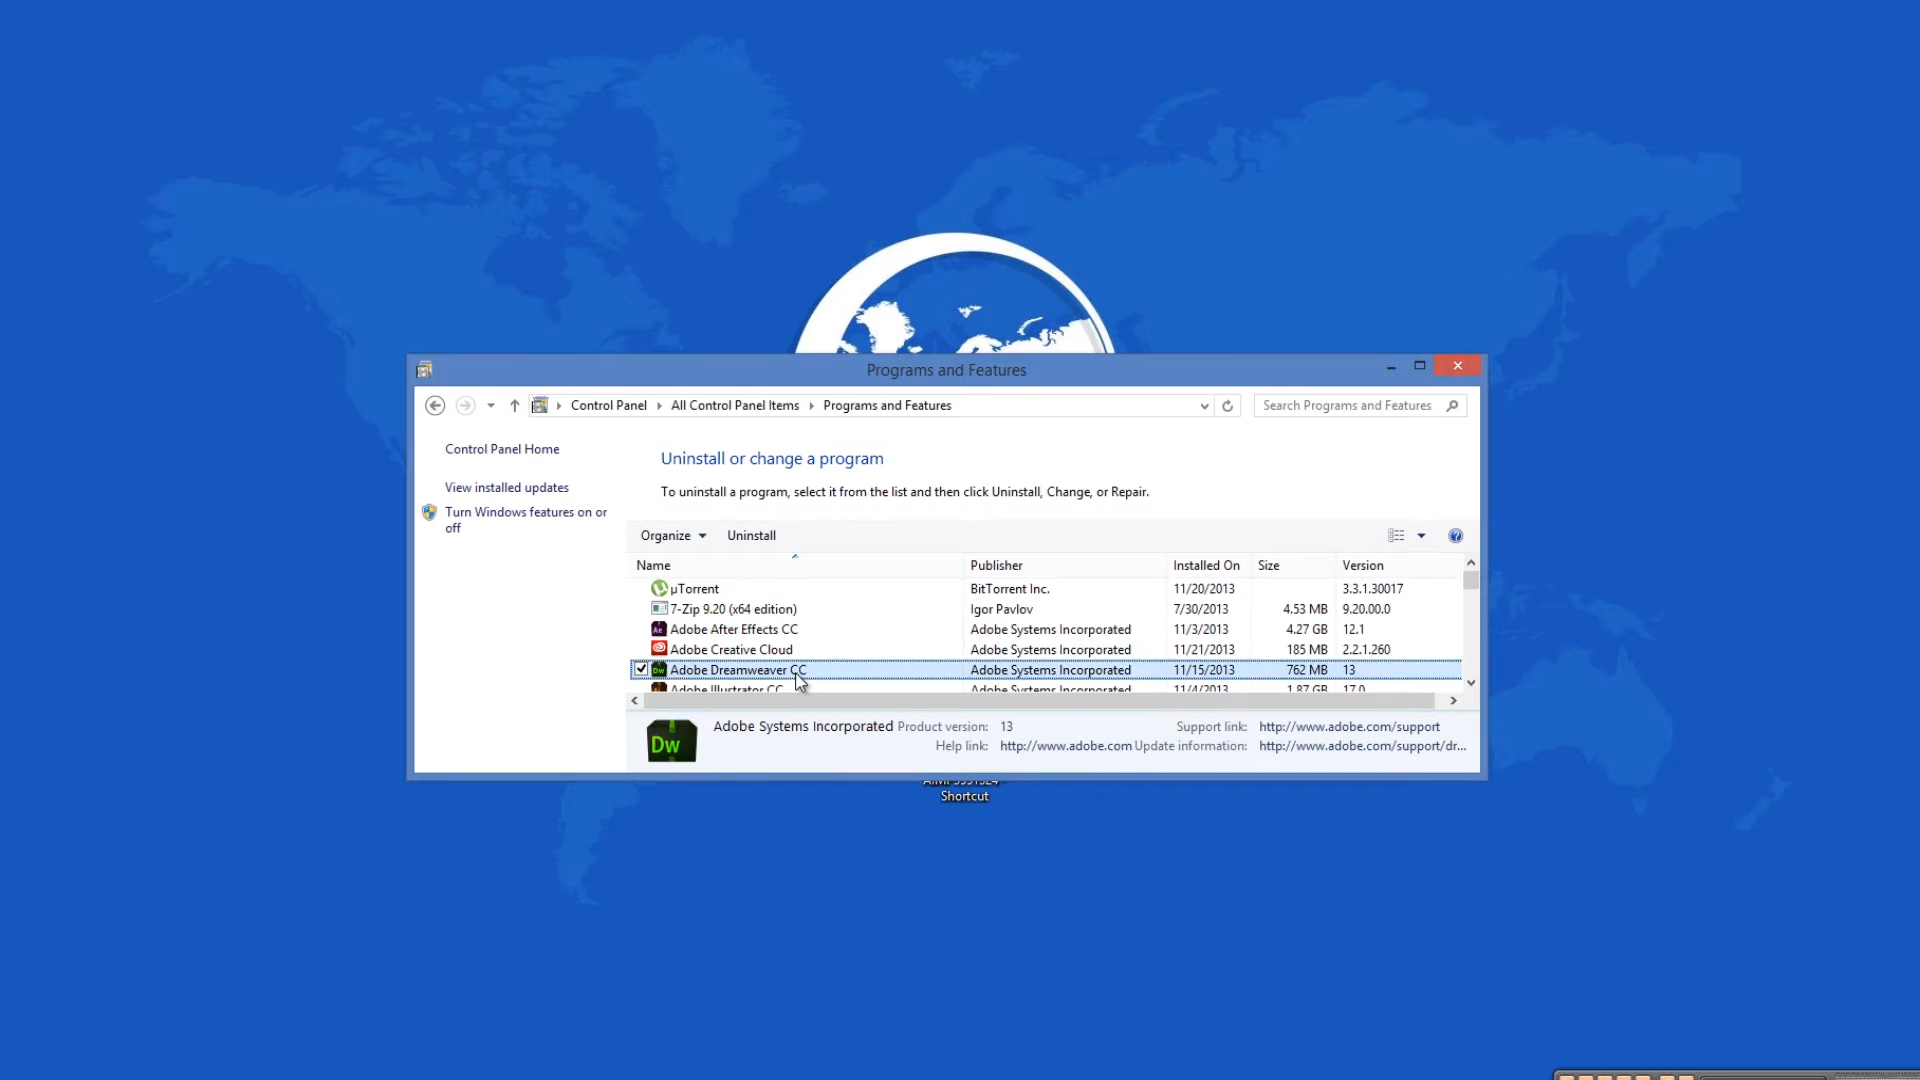 Programs and Features
Control Panel All Control Panel Items Programs and Features
Search Programs and Features
Control Panel Home
View installed updates
Turn Windows features on or
off
Uninstall or change a program
To uninstall a program, select it from the list and then click Uninstall, Change, or Repair.
Organize Uninstall
Name Publisher Installed On Size Version
µTorrent BitTorrent Inc. 11/20/2013 3.3.1.30017
7-Zip 9.20 (x64 edition) Igor Pavlov 7/30/2013 4.53 MB 9.20.00.0
Ae Adobe After Effects CC Adobe Systems Incorporated 11/3/2013 4.27 GB 12.1
Adobe Creative Cloud Adobe Systems Incorporated 11/21/2013 185 MB 2.2.1.260
Dw Adobe Dreamweaver CC Adobe Systems Incorporated 11/15/2013 762 MB 13
Adobe Illustrator CC Adobe Systems Incorporated 11/4/2013 1.87 GB 17.0
Dw
Adobe Systems Incorporated Product version: 13 Support link: http://www.adobe.com/support
Help link: http://www.adobe.com Update information: http://www.adobe.com/support/dr...
Shortcut